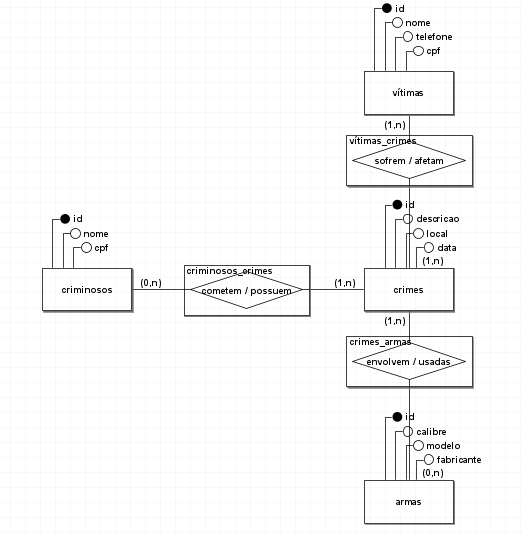 id
nome
telefone
cpf
vítimas
(1,n)
vítimas_crimes
sofrem / afetam
id
descricao
local
data
(1,n)
id
nome
cpf
criminosos
(0,n)
criminosos_crimes
cometem / possuem
(1,n)
crimes
(1,n)
crimes_armas
envolvem / usadas
id
calibre
modelo
fabricante
(0,n)
armas